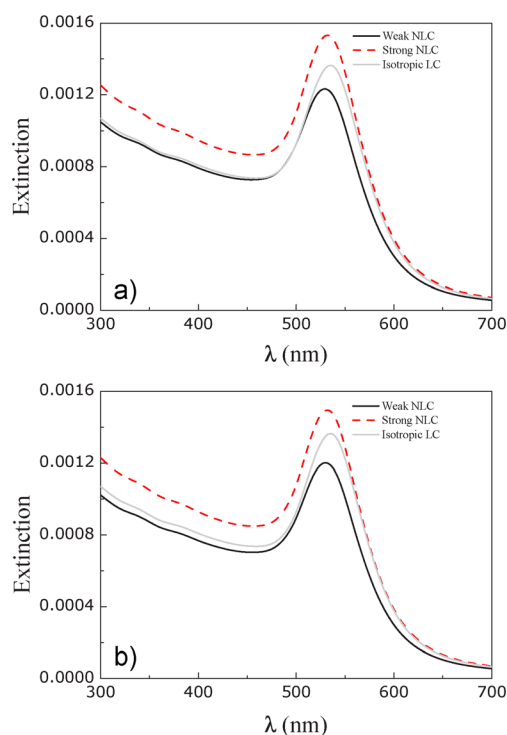 0.0016
0.0012
0.0008
0.0004
0.0000
Extinction
Weak NLC
Strong NLC
Isotropic LC
a)
300
400
500
600
700
λ (nm)
0.0016
0.0012
0.0008
0.0004
0.0000
Extinction
Weak NLC
Strong NLC
Isotropic LC
b)
300
400
500
600
700
λ (nm)